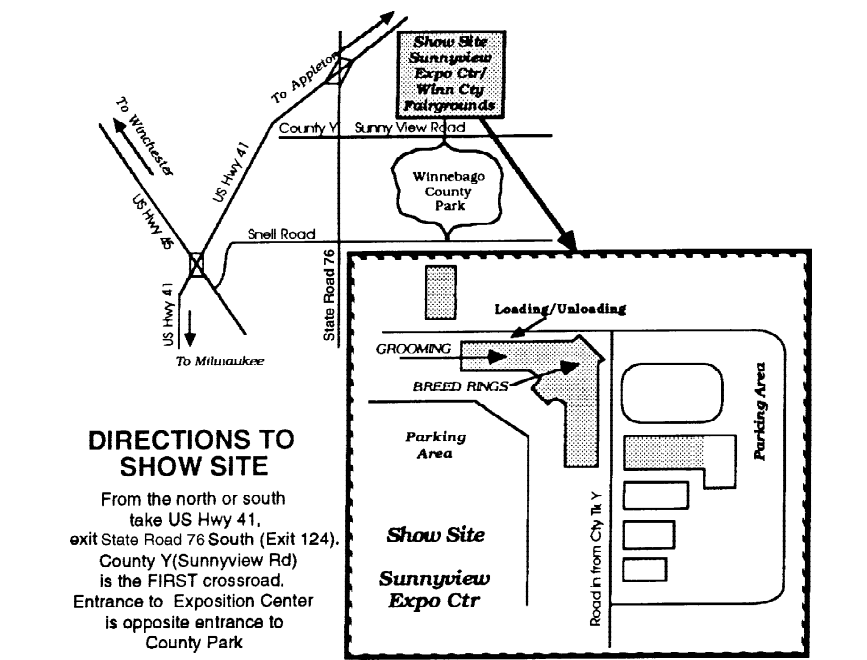 To Appleton
Show Site
Sunnyview
Expo Ctr/
Winn Cty
Fairgrounds
To Winchester
County Y
Sunny View Road
US Hwy 41
Winnebago
County
Park
US Hwy 45
Snell Road
State Road 76
US Hwy 41
To Milwaukee
Loading/Unloading
GROOMING
BREED RINGS
Parking Area
Parking
Area
Show Site
Sunnyview
Expo Ctr
Road in from Cty Tk Y
DIRECTIONS TO
SHOW SITE
From the north or south
take US Hwy 41,
exit State Road 76 South (Exit 124).
County Y(Sunnyview Rd)
is the FIRST crossroad.
Entrance to Exposition Center
is opposite entrance to
County Park